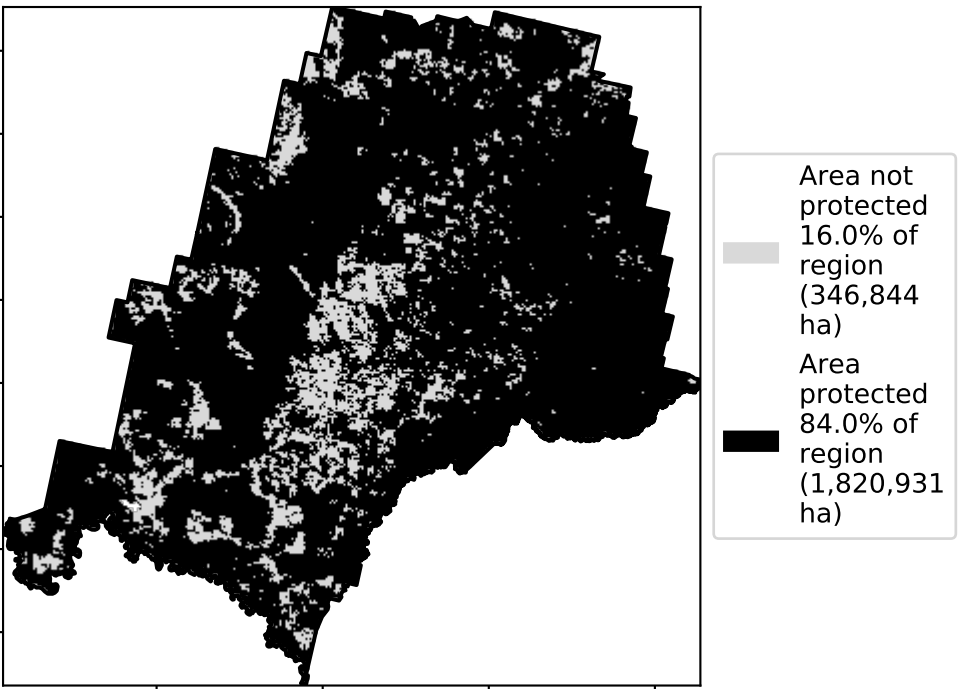 Area not
protected
16.0% of
region
(346,844
ha)
Area
protected
84.0% of
region
(1,820,931
ha)